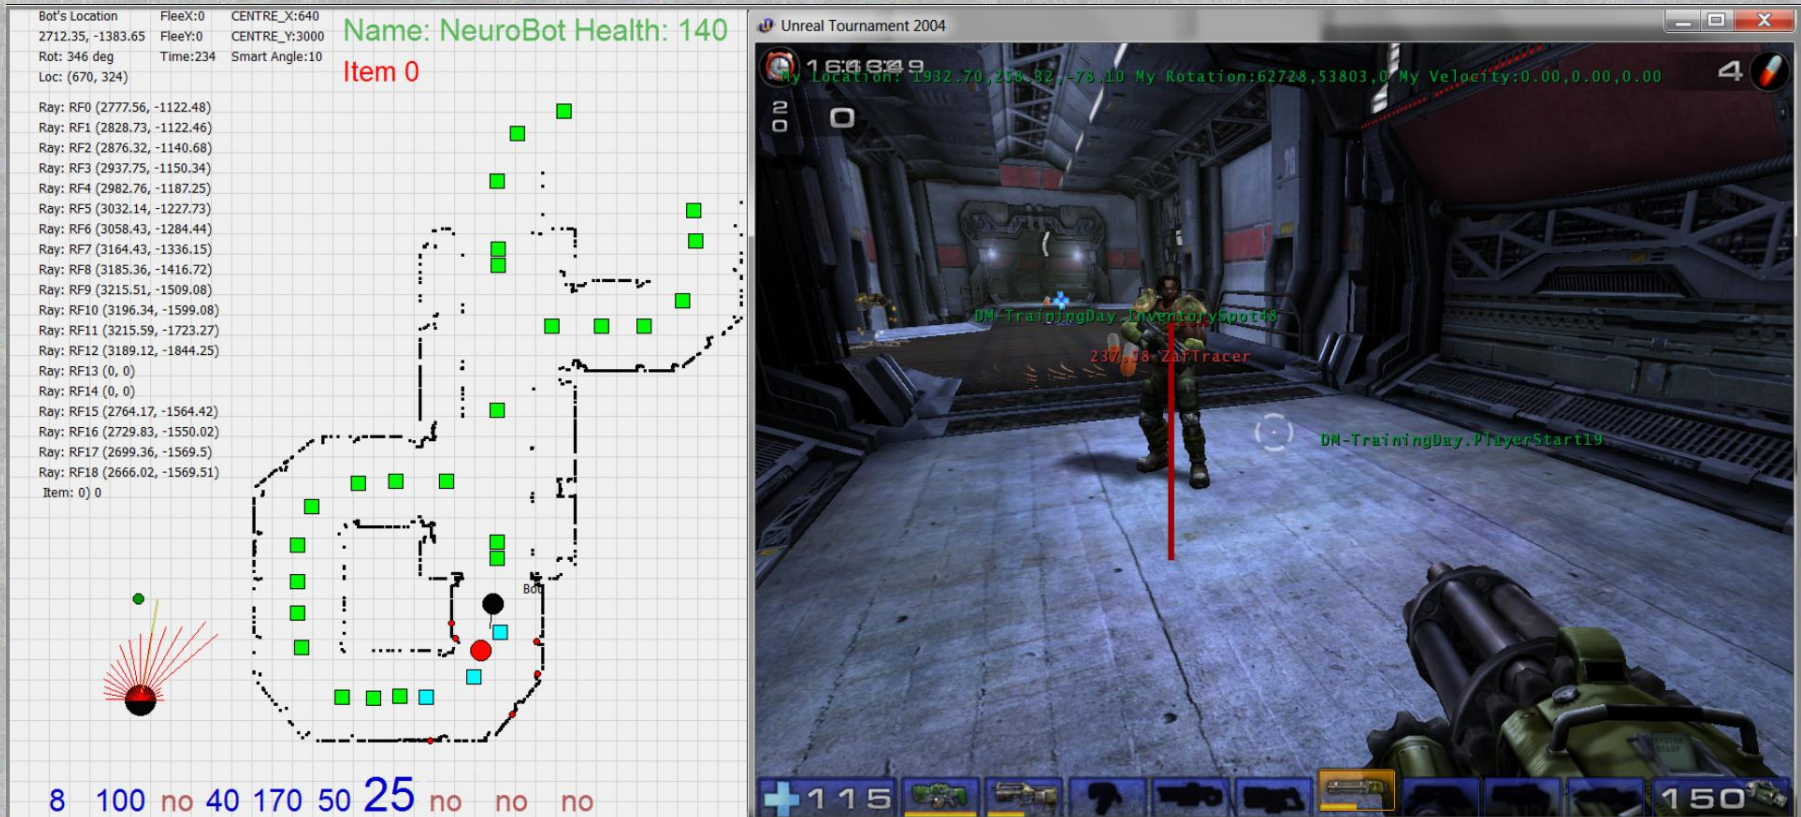 Bot's Location FleeX:0 CENTRE_X:640
2712.35, -1383.65 FleeY:0 CENTRE_Y:3000
Rot: 346 deg Time:234 Smart Angle:10
Loc: (670, 324)
Name: NeuroBot Health: 140
Item 0
Ray: RF0 (2777.56, -1122.48)
Ray: RF1 (2828.73, -1122.46)
Ray: RF2 (2876.32, -1140.68)
Ray: RF3 (2937.75, -1150.34)
Ray: RF4 (2982.76, -1187.25)
Ray: RF5 (3032.14, -1227.73)
Ray: RF6 (3058.43, -1284.44)
Ray: RF7 (3164.43, -1336.15)
Ray: RF8 (3185.36, -1416.72)
Ray: RF9 (3215.51, -1509.08)
Ray: RF10 (3196.34, -1599.08)
Ray: RF11 (3215.59, -1723.27)
Ray: RF12 (3189.12, -1844.25)
Ray: RF13 (0, 0)
Ray: RF14 (0, 0)
Ray: RF15 (2764.17, -1564.42)
Ray: RF16 (2729.83, -1550.02)
Ray: RF17 (2699.36, -1569.5)
Ray: RF18 (2666.02, -1569.51)
Item: 0) 0
Bot
8 100 no 40 170 50 25 no no no
Unreal Tournament 2004
My Location: 1932.70,258.32,-78.10 My Rotation:62728,53803,0 My Velocity:0.00,0.00,0.00
4
2
0
0
DM-TrainingDay.InventorySpot48
237.58 ZafTracer
DM-TrainingDay.PlayerStart19
SYSTEM
READY
115
150